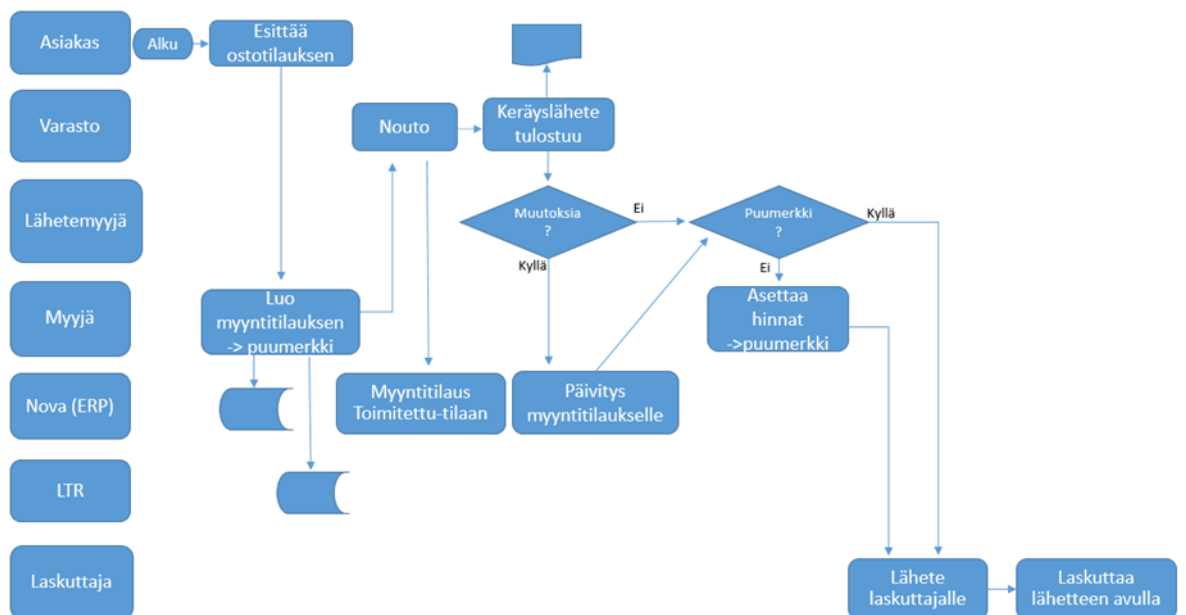 Asiakas
Alku
Esittää
ostotilauksen
Varasto
Nouto
Keräyslähete
tulostuu
Lähetemyyjä
Muutoksia
?
Ei
Puumerkki
?
Kyllä
Kyllä
Ei
Myyjä
Luo
myyntitilauksen
-> puumerkki
Asettaa
hinnat
->puumerkki
Nova (ERP)
Myyntitilaus
Toimitettu-tilaan
Päivitys
myyntitilaukselle
LTR
Laskuttaja
Lähete
laskuttajalle
Laskuttaa
lähetteen avulla